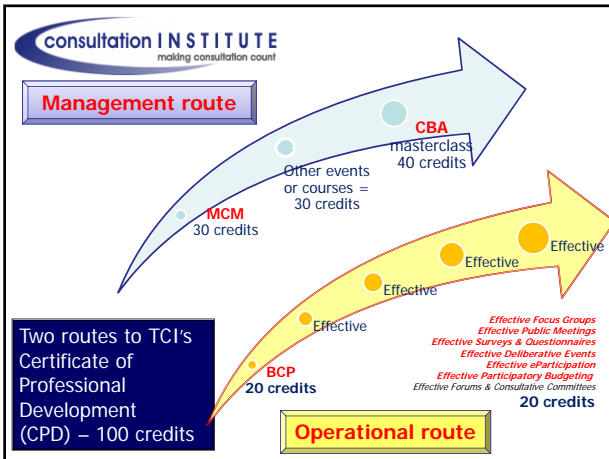 consultation INSTITUTE
making consultation count
Management route
CBA
masterclass
40 credits
Other events
or courses =
30 credits
MCM
30 credits
Effective
Effective
Effective
Effective
BCP
20 credits
Two routes to TCI's
Certificate of
Professional
Development
(CPD) – 100 credits
Effective Focus Groups
Effective Public Meetings
Effective Surveys & Questionnaires
Effective Deliberative Events
Effective eParticipation
Effective Participatory Budgeting
Effective Forums & Consultative Committees
20 credits
Operational route